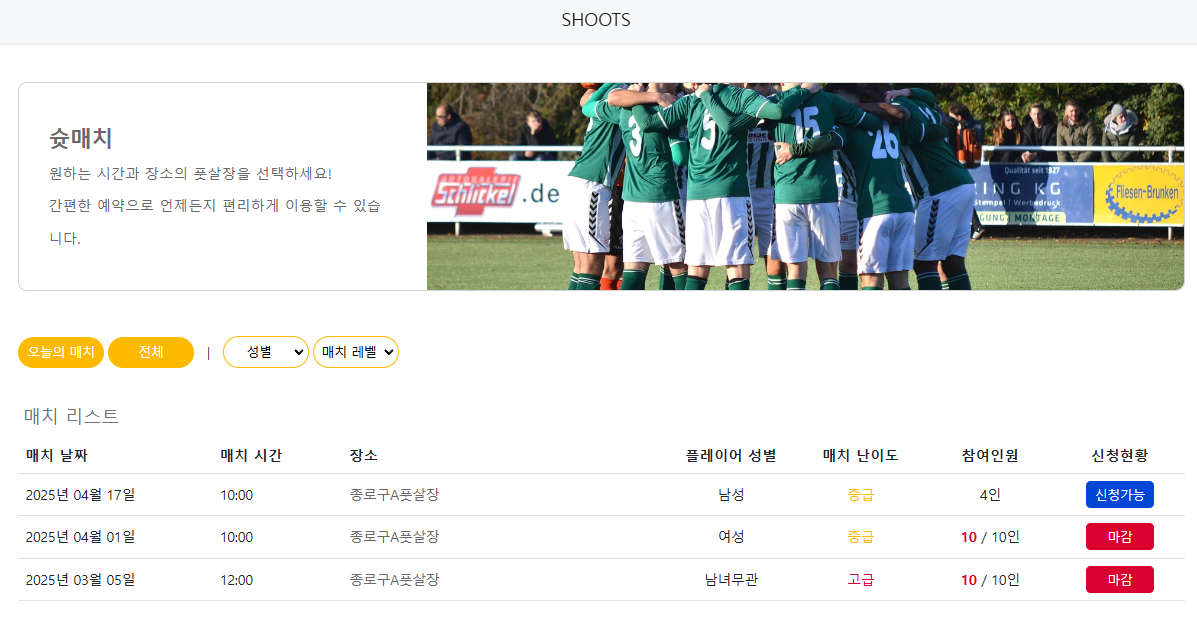 SHOOTS
슛매치
원하는 시간과 장소의 풋살장을 선택하세요!
간편한 예약으로 언제든지 편리하게 이용할 수 있습
니다.
AUTOGALERIE
Schlickel.de
3
5
15
26
Qualität seit 1927
ING KG
Stempel | Werbedruck
GUNG? MONTAGE
Fliesen-Brunken
오늘의 매치 전체 | 성별 매치 레벨
매치 리스트
매치 날짜 매치 시간 장소 플레이어 성별 매치 난이도 참여인원 신청현황
2025년 04월 17일 10:00 종로구A풋살장 남성 중급 4인 신청가능
2025년 04월 01일 10:00 종로구A풋살장 여성 중급 10 / 10인 마감
2025년 03월 05일 12:00 종로구A풋살장 남녀무관 고급 10 / 10인 마감